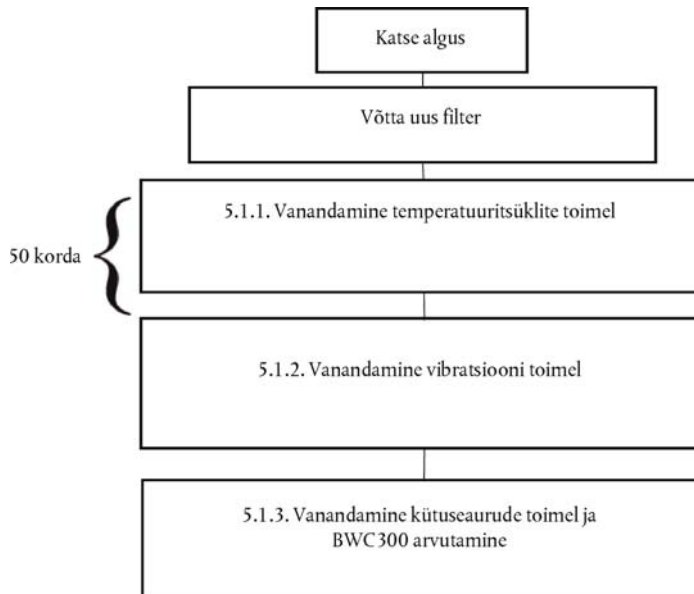 Katse algus
Võtta uus filter
5.1.1. Vanandamine temperatuuritsüklite toimel
50 korda
5.1.2. Vanandamine vibratsiooni toimel
5.1.3. Vanandamine kütuseaurude toimel ja
BWC300 arvutamine